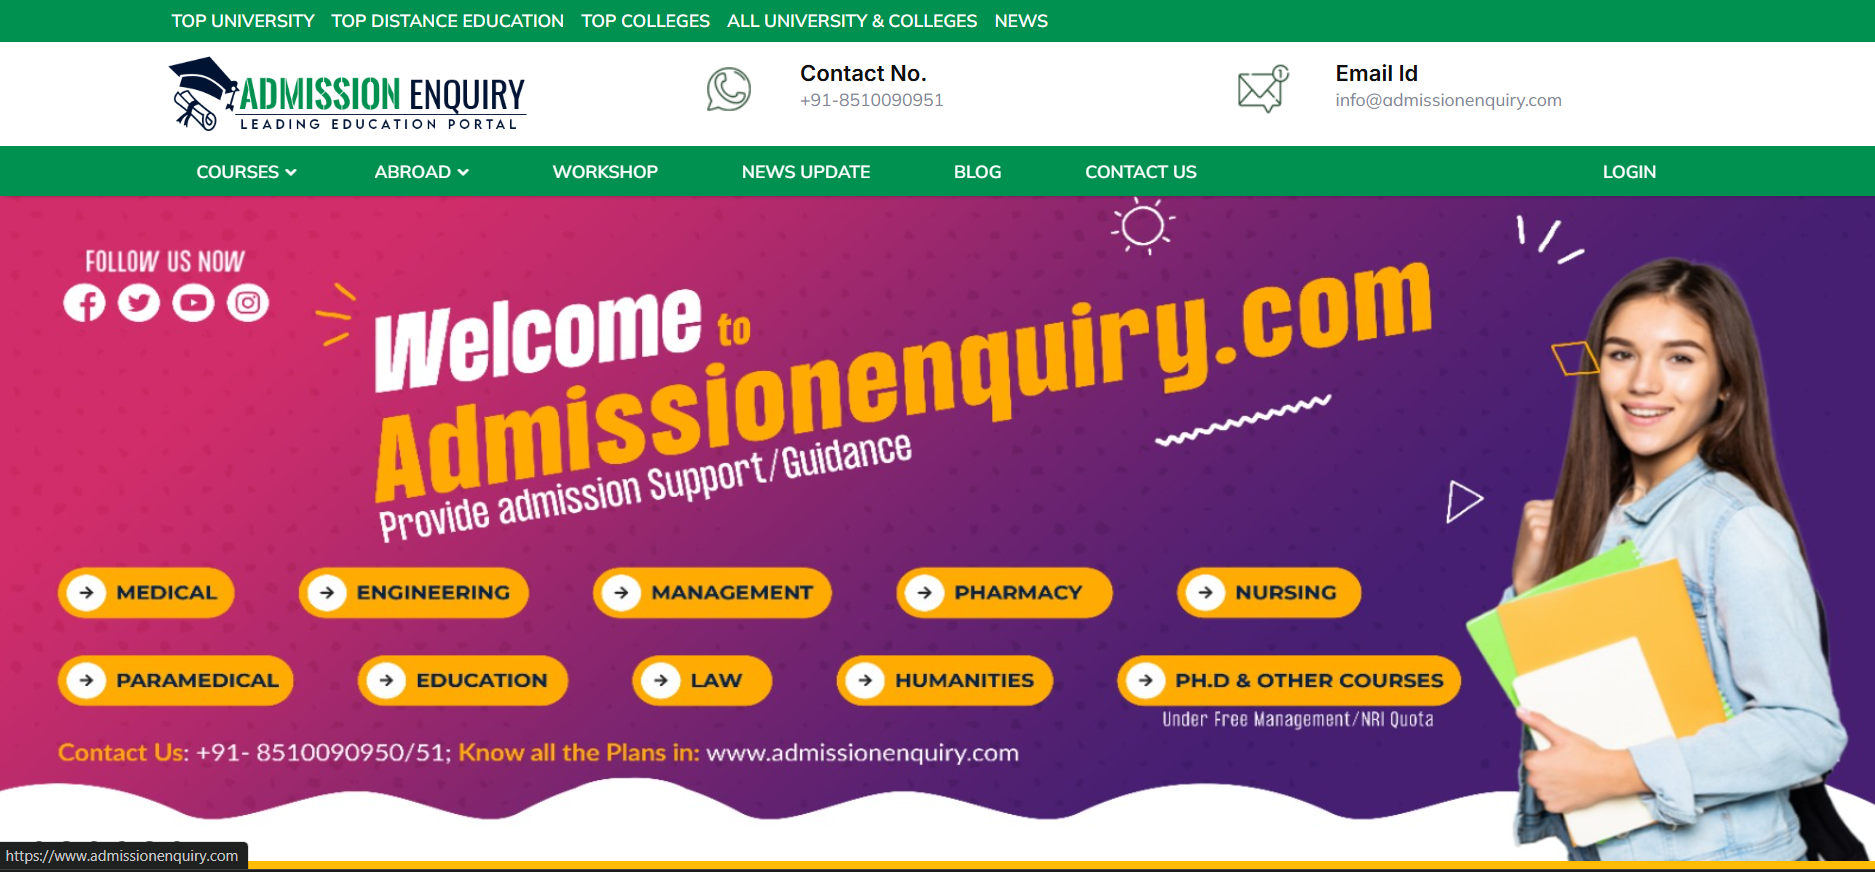 TOP UNIVERSITY TOP DISTANCE EDUCATION TOP COLLEGES ALL UNIVERSITY & COLLEGES NEWS
ADMISSION ENQUIRY
LEADING EDUCATION PORTAL
Contact No.
+91-8510090951
Email Id
info@admissionenquiry.com
COURSES ABROAD WORKSHOP NEWS UPDATE BLOG CONTACT US LOGIN
FOLLOW US NOW
Welcome to
Admissionenquiry.com
Provide admission Support/Guidance
MEDICAL ENGINEERING MANAGEMENT PHARMACY NURSING
PARAMEDICAL EDUCATION LAW HUMANITIES PH.D & OTHER COURSES
Under Free Management/NRI Quota
Contact Us: +91- 8510090950/51; Know all the Plans in: www.admissionenquiry.com
https://www.admissionenquiry.com